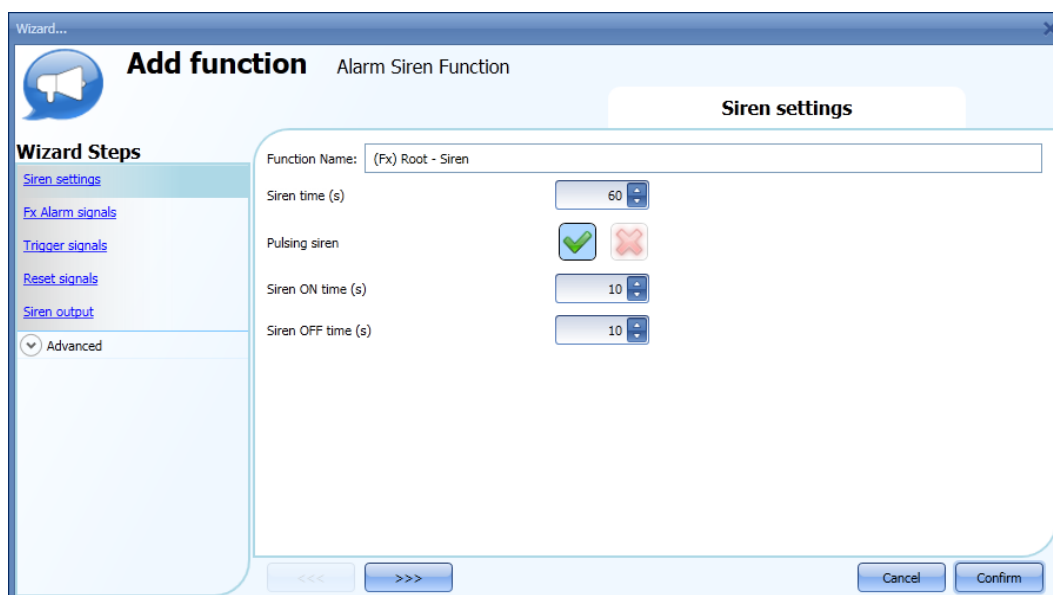 Wizard...
Add function Alarm Siren Function
Siren settings
Wizard Steps
Siren settings
Fx Alarm signals
Trigger signals
Reset signals
Siren output
Advanced
Function Name: (Fx) Root - Siren
Siren time (s) 60
Pulsing siren
Siren ON time (s) 10
Siren OFF time (s) 10
<<< >>> Cancel Confirm